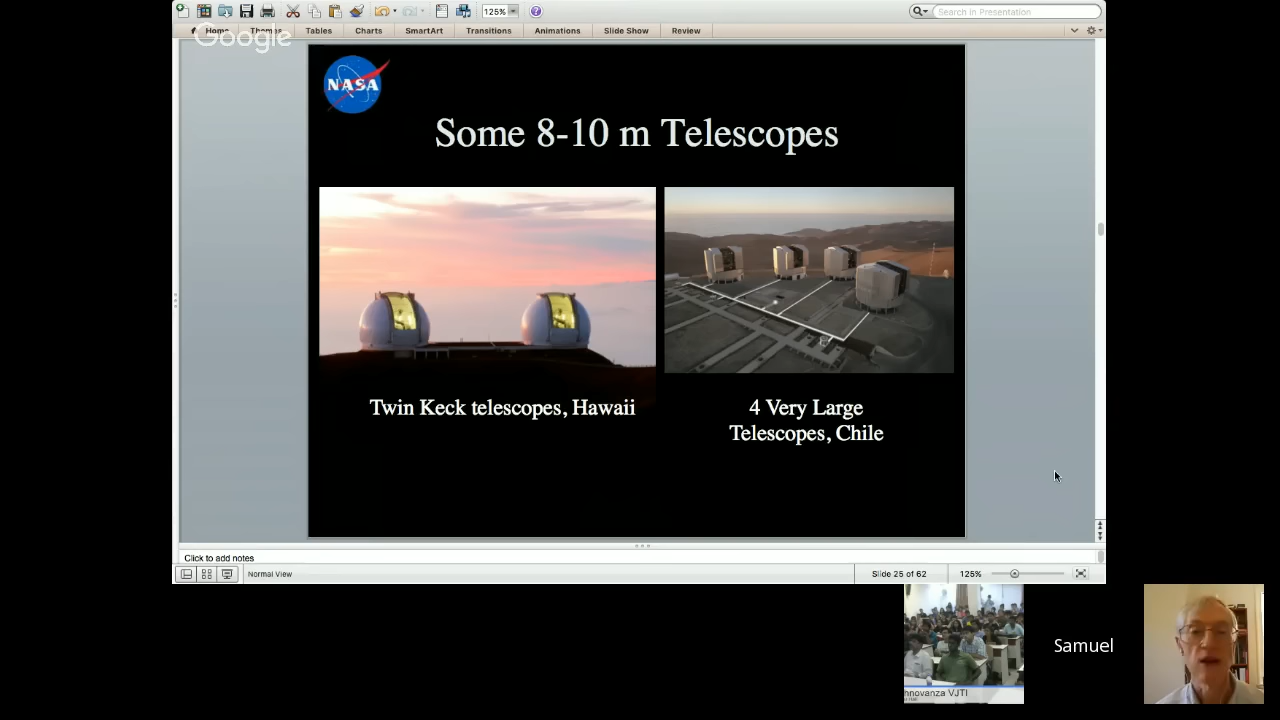 125%
Search in Presentation
Google
Home Themes Tables Charts SmartArt Transitions Animations Slide Show Review
NASA
Some 8-10 m Telescopes
Twin Keck telescopes, Hawaii
4 Very Large
Telescopes, Chile
Click to add notes
Normal View
Slide 25 of 62
125%
Samuel
hnovanza VJTI